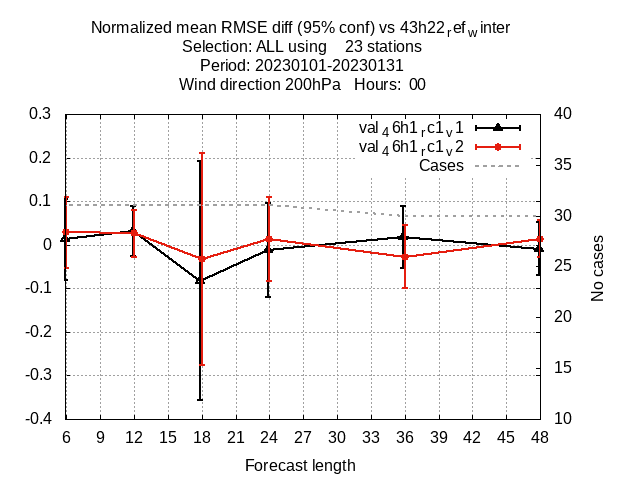 Normalized mean RMSE diff (95% conf) vs 43h22refwinter
Selection: ALL using 23 stations
Period: 20230101-20230131
Wind direction 200hPa Hours: 00
0.3
0.2
0.1
0
-0.1
-0.2
-0.3
-0.4
40
35
30
25
20
15
10
val46h1rc1v1
val46h1rc1v2
Cases
No cases
6 9 12 15 18 21 24 27 30 33 36 39 42 45 48
Forecast length